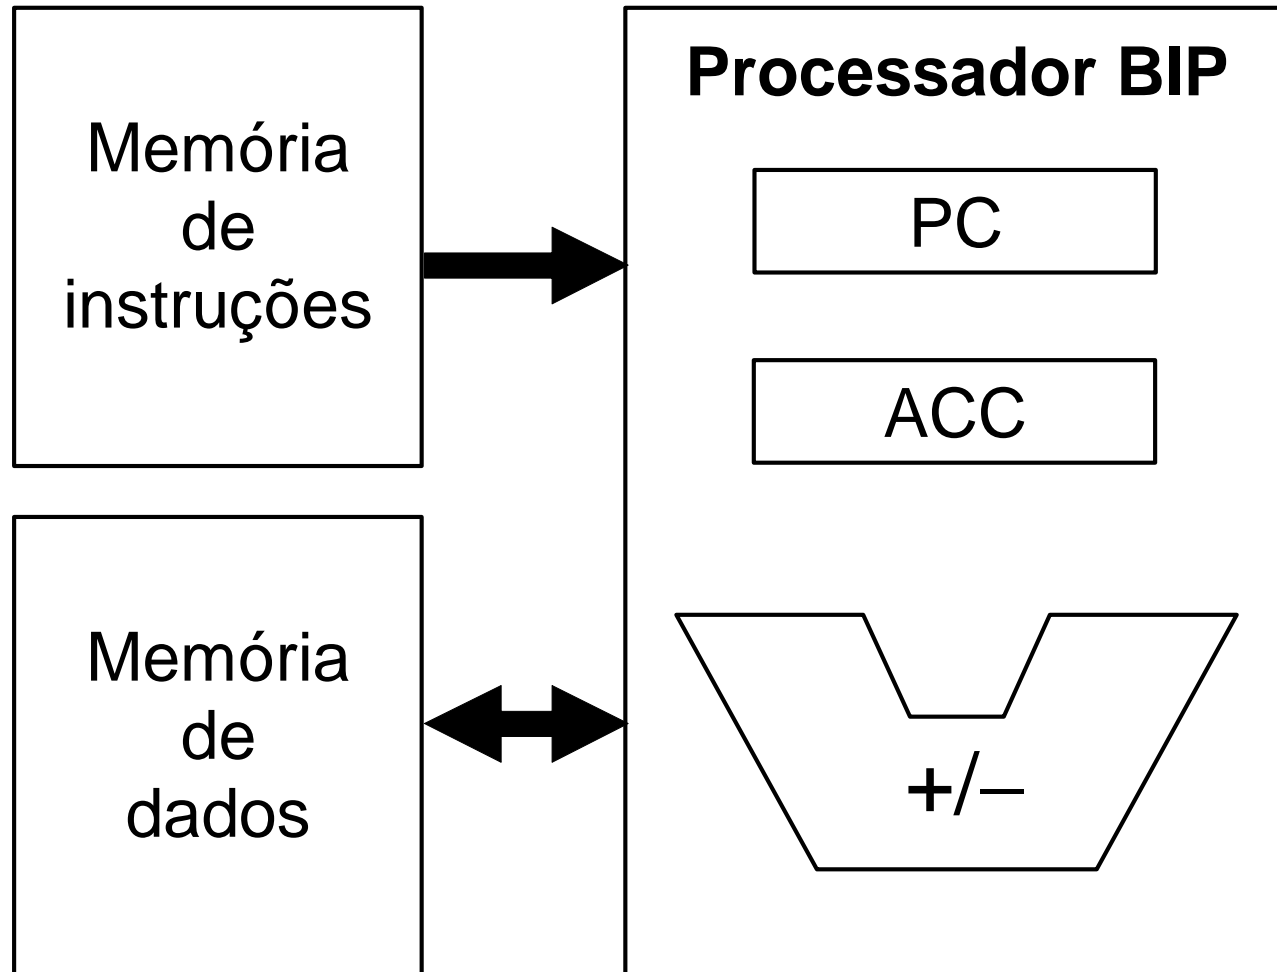 Memória
de
instruções
Processador BIP
PC
ACC
Memória
de
dados
+/−